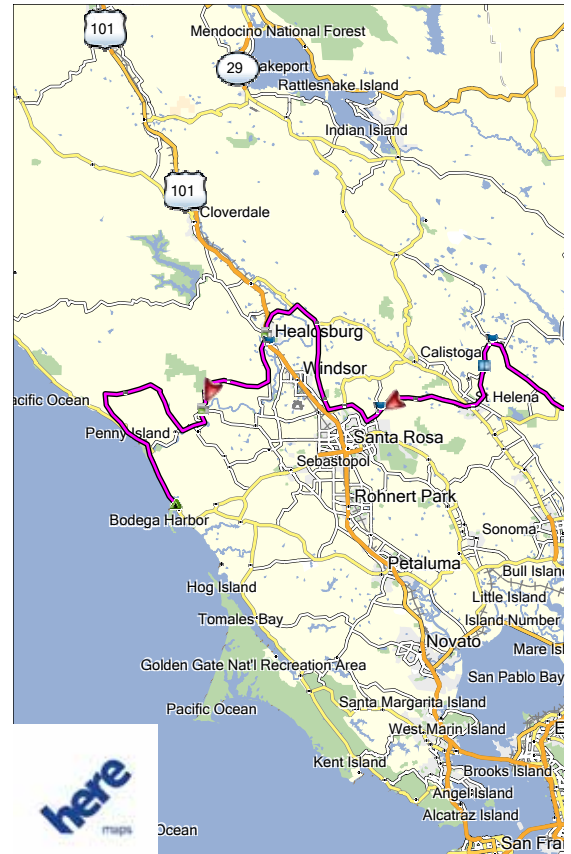 101
Mendocino National Forest
29
akeport
Rattlesnake Island
Indian Island
101
Cloverdale
Healdsburg
Calistoga
Windsor
St Helena
acific Ocean
Penny Island
Santa Rosa
Sebastopol
Rohnert Park
Bodega Harbor
Sonoma
Petaluma
Bull Islan
Hog Island
Little Island
Tomales Bay
Island Number
Novato
Mare Isl
Golden Gate Nat'l Recreation Area
San Pablo Bay
Santa Margarita Island
Pacific Ocean
West Marin Island
E
Kent Island
Brooks Island
Angel Island
Alcatraz Island
here
maps
Ocean
San Fra